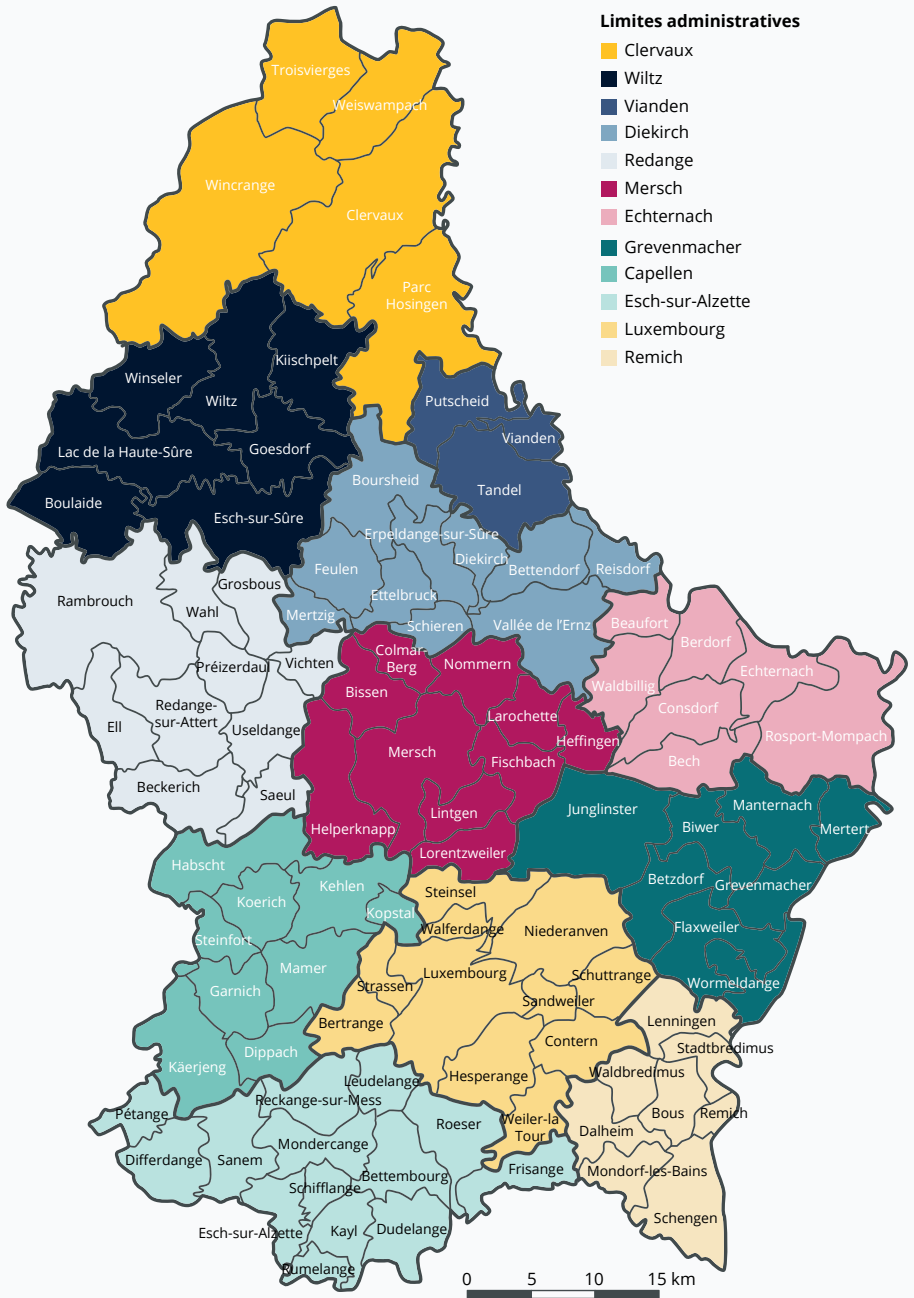 Limites administratives
Clervaux
Wiltz
Vianden
Diekirch
Redange
Mersch
Echternach
Grevenmacher
Capellen
Esch-sur-Alzette
Luxembourg
Remich
Troisvierges
Weiswampach
Wincrange
Clervaux
Parc
Hosingen
Kiischpelt
Winseler
Wiltz
Putscheid
Vianden
Lac de la Haute-Sûre
Goesdorf
Boursheid
Tandel
Boulaide
Esch-sur-Sûre
Erpeldange-sur-Sûre
Diekirch
Feulen
Bettendorf
Reisdorf
Grosbous
Rambrouch
Wahl
Ettelbruck
Mertzig
Schieren
Vallée de l'Ernz
Beaufort
Berdorf
Colmar-
Berg
Nommern
Préizerdaul
Vichten
Echternach
Bissen
Waldbillig
Redange-
sur-Attert
Consdorf
Larochette
Ell
Useldange
Rosport-Mompach
Heffingen
Mersch
Fischbach
Bech
Beckerich
Saeul
Junglinster
Manternach
Lintgen
Helperknapp
Biwer
Mertert
Lorentzweiler
Habscht
Kehlen
Steinsel
Betzdorf
Grevenmacher
Koerich
Kopstal
Walferdange
Niederanven
Flaxweiler
Steinfort
Mamer
Luxembourg
Schuttrange
Strassen
Garnich
Wormeldange
Sandweiler
Bertrange
Lenningen
Contern
Stadtbredimus
Dippach
Käerjeng
Waldbredimus
Leudelange
Hesperange
Reckange-sur-Mess
Pétange
Roeser
Weiler-la
Tour
Bous
Remich
Dalheim
Mondercange
Differdange
Sanem
Frisange
Mondorf-les-Bains
Bettembourg
Schifflange
Schengen
Esch-sur-Alzette
Kayl
Dudelange
Rumelange
0 5 10 15 km